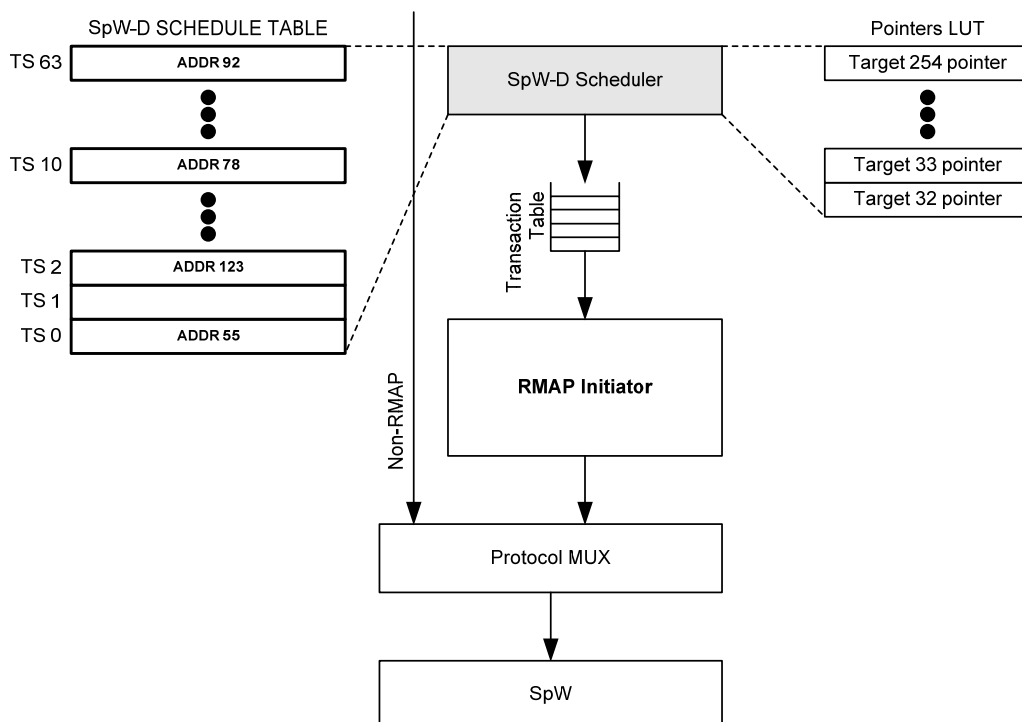 SpW-D SCHEDULE TABLE
TS 63
ADDR 92
TS 10
ADDR 78
TS 2
ADDR 123
TS 1
TS 0
ADDR 55
Non-RMAP
SpW-D Scheduler
Transaction
Table
RMAP Initiator
Protocol MUX
SpW
Pointers LUT
Target 254 pointer
Target 33 pointer
Target 32 pointer